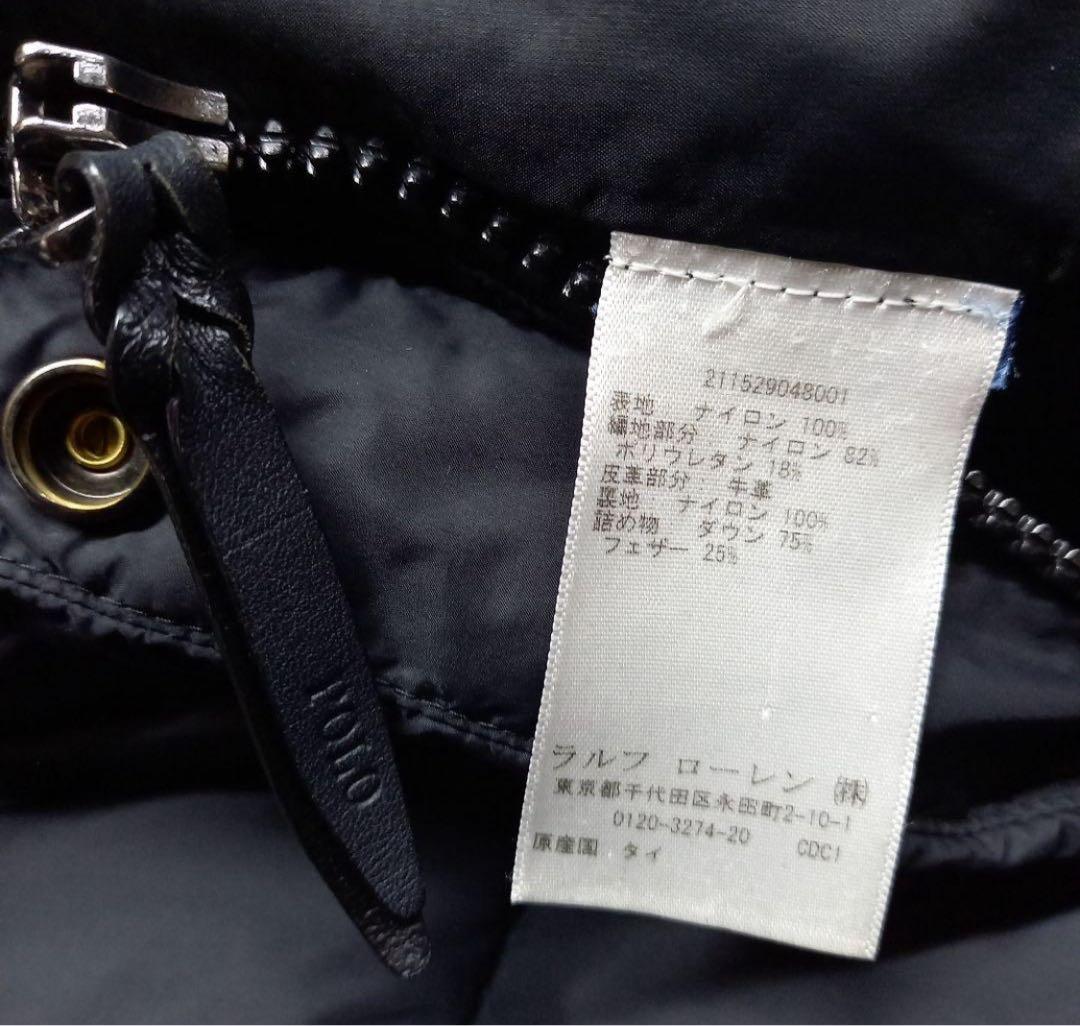 211529048001
表地 ナイロン 100%
編地部分 ナイロン 82%
ポリウレタン 18%
皮革部分 牛革
裏地 ナイロン 100%
詰め物 ダウン 75%
フェザー 25%
ラルフ ローレン ㈱
東京都千代田区永田町2-10-1
0120-3274-20 CDC1
原産国 タイ
POLO